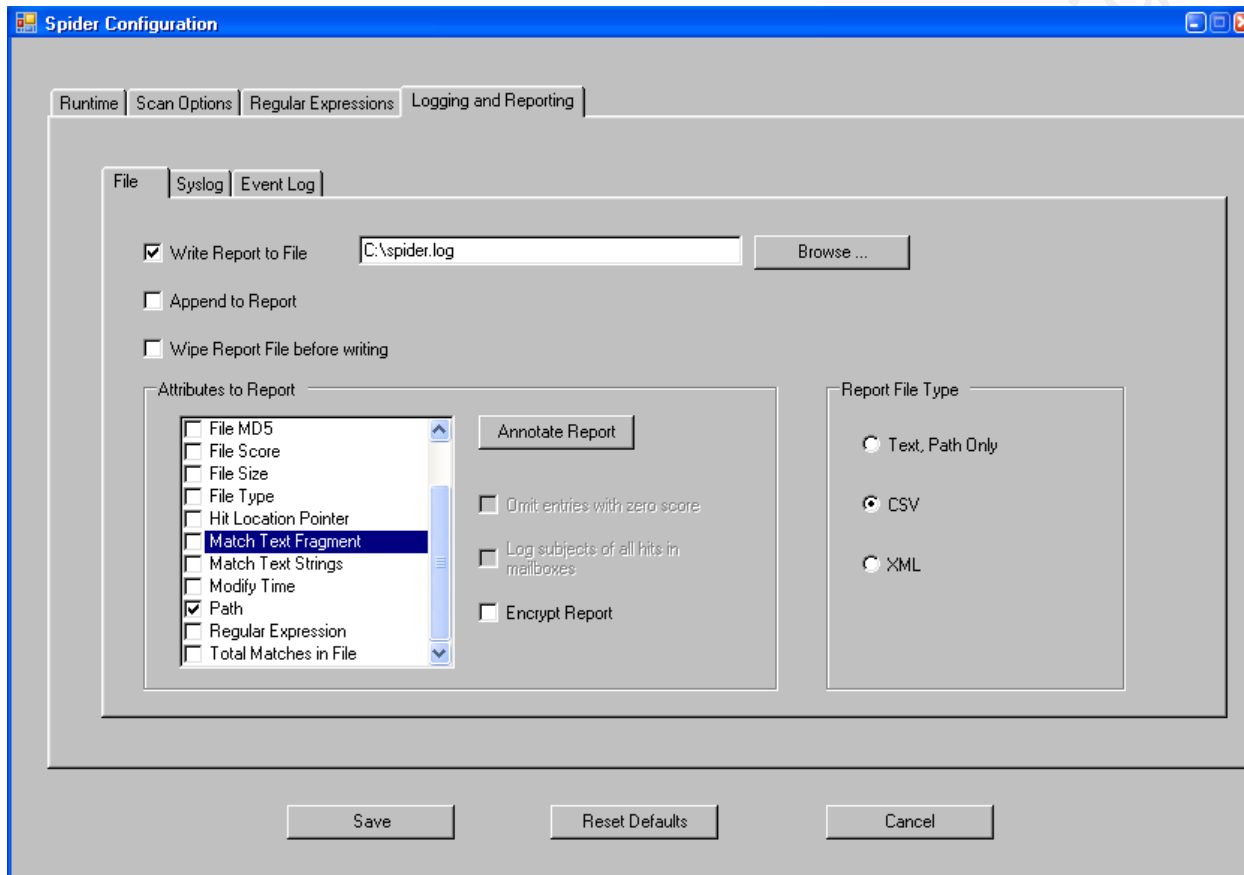 Spider Configuration
Runtime Scan Options Regular Expressions Logging and Reporting
File Syslog Event Log
Write Report to File C:\spider.log Browse ...
Append to Report
Wipe Report File before writing
Attributes to Report
File MD5
File Score
File Size
File Type
Hit Location Pointer
Match Text Fragment
Match Text Strings
Modify Time
Path
Regular Expression
Total Matches in File
Annotate Report
Omit entries with zero score
Log subjects of all hits in
mailboxes
Encrypt Report
Report File Type
Text, Path Only
CSV
XML
Save Reset Defaults Cancel